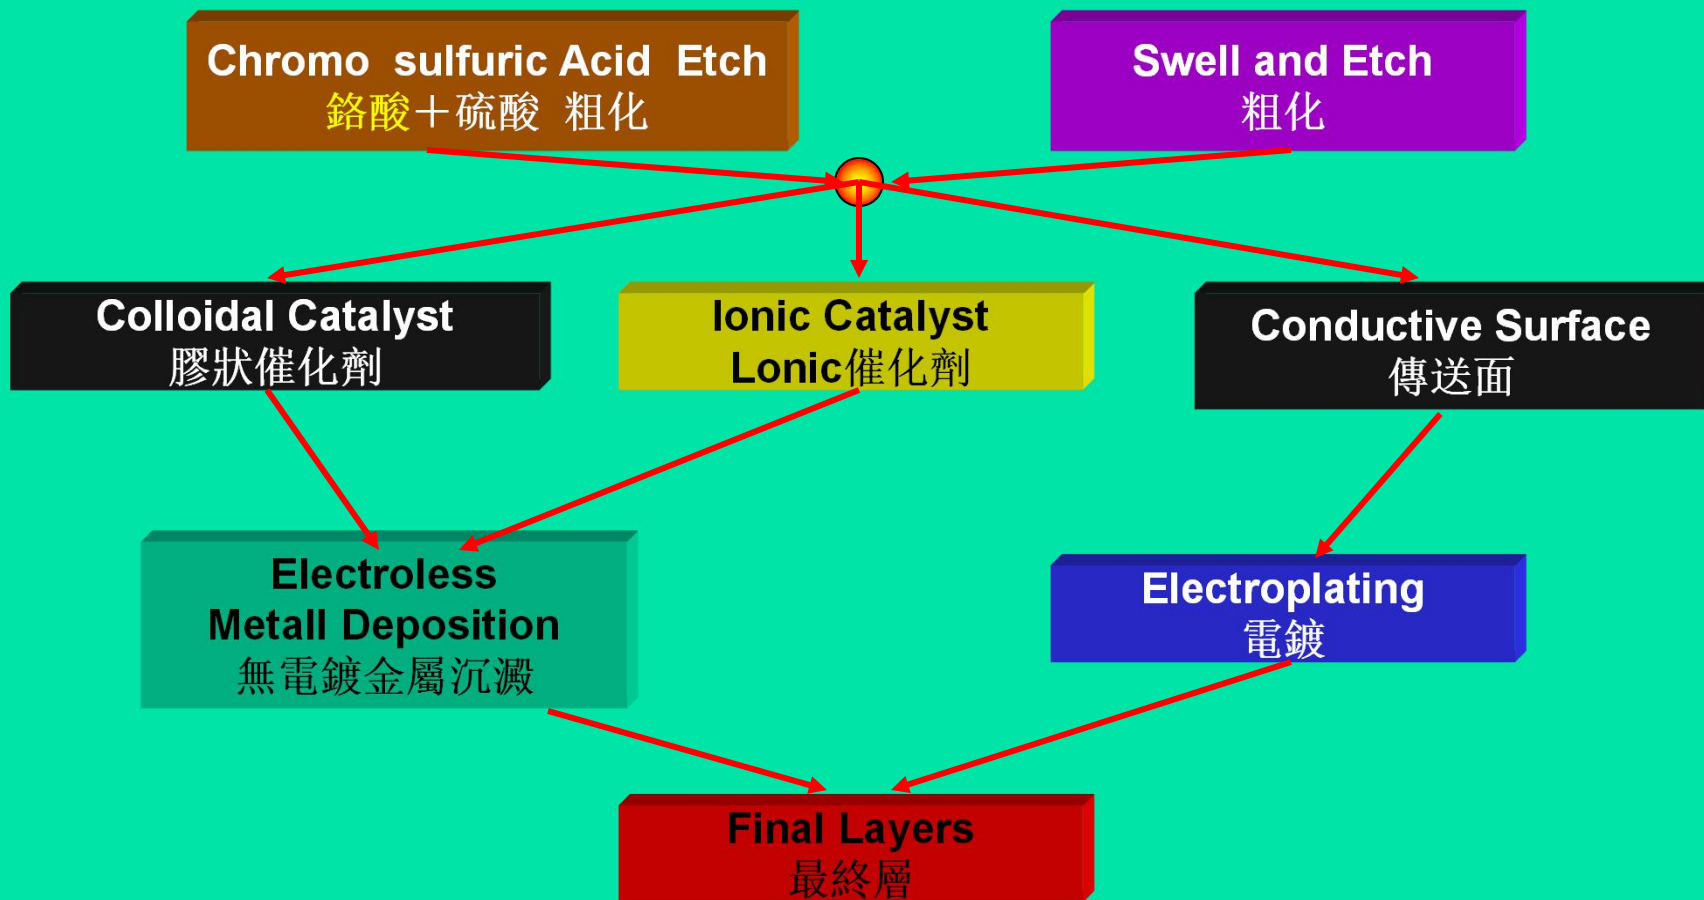 Chromo sulfuric Acid Etch
鉻酸＋硫酸 粗化
Swell and Etch
粗化
Colloidal Catalyst
膠狀催化劑
Ionic Catalyst
Lonic催化劑
Conductive Surface
傳送面
Electroless
Metall Deposition
無電鍍金屬沉澱
Electroplating
電鍍
Final Layers
最終層